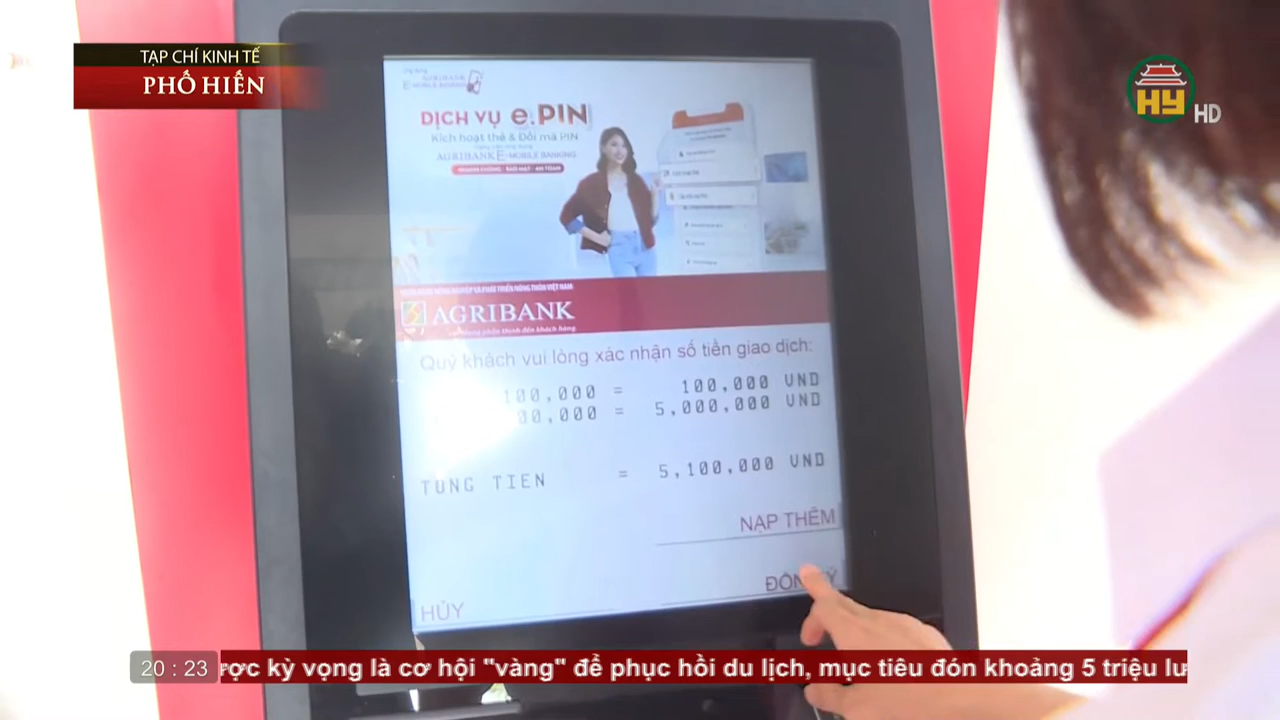 TẠP CHÍ KINH TẾ
PHỐ HIẾN
HY HD
DỊCH VỤ e.PIN
Kích hoạt thẻ & Đổi mã PIN
AGRIBANK E-MOBILE BANKING
AGRIBANK
Quý khách vui lòng xác nhận số tiền giao dịch:
100,000 = 100,000 VND
00,000 = 5,000,000 VND
TONG TIEN = 5,100,000 VND
NẠP THÊM
HỦY
20 : 23 ược kỳ vọng là cơ hội "vàng" để phục hồi du lịch, mục tiêu đón khoảng 5 triệu lư